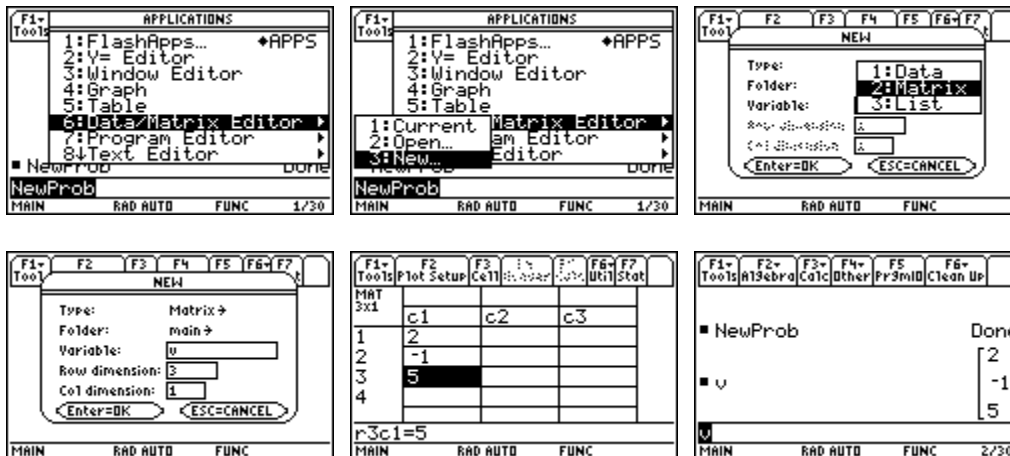 F1▾ Tools APPLICATIONS
1:FlashApps… ◆APPS
2:Y= Editor
3:Window Editor
4:Graph
5:Table
6:Data/Matrix Editor ▸
7:Program Editor ▸
8↓Text Editor ▸
▪ NewProb Done
NewProb
MAIN RAD AUTO FUNC 1/30
F1▾ Tools APPLICATIONS
1:FlashApps… ◆APPS
2:Y= Editor
3:Window Editor
4:Graph
5:Table
1:Current Matrix Editor ▸
2:Open… am Editor ▸
3:New… Editor ▸
NewProb Done
NewProb
MAIN RAD AUTO FUNC 1/30
F1▾ F2 F3 F4 F5 F6▾ F7
NEW
Type: 1:Data
Folder: 2:Matrix
Variable: 3:List
Row dimension:
Col dimension:
Enter=OK ESC=CANCEL
MAIN RAD AUTO FUNC
F1▾ F2 F3 F4 F5 F6▾ F7
NEW
Type: Matrix→
Folder: main→
Variable: v
Row dimension: 3
Col dimension: 1
Enter=OK ESC=CANCEL
MAIN RAD AUTO FUNC
F1▾ F2 F3 F6▾ F7
Tools Plot Setup Cell Util Stat
MAT
3x1
c1 c2 c3
1 2
2 -1
3 5
4
r3c1=5
MAIN RAD AUTO FUNC
F1▾ F2▾ F3▾ F4▾ F5 F6▾
Tools Algebra Calc Other PrgmIO Clean Up
▪ NewProb Done
▪ v [2
-1
5
v
MAIN RAD AUTO FUNC 2/30